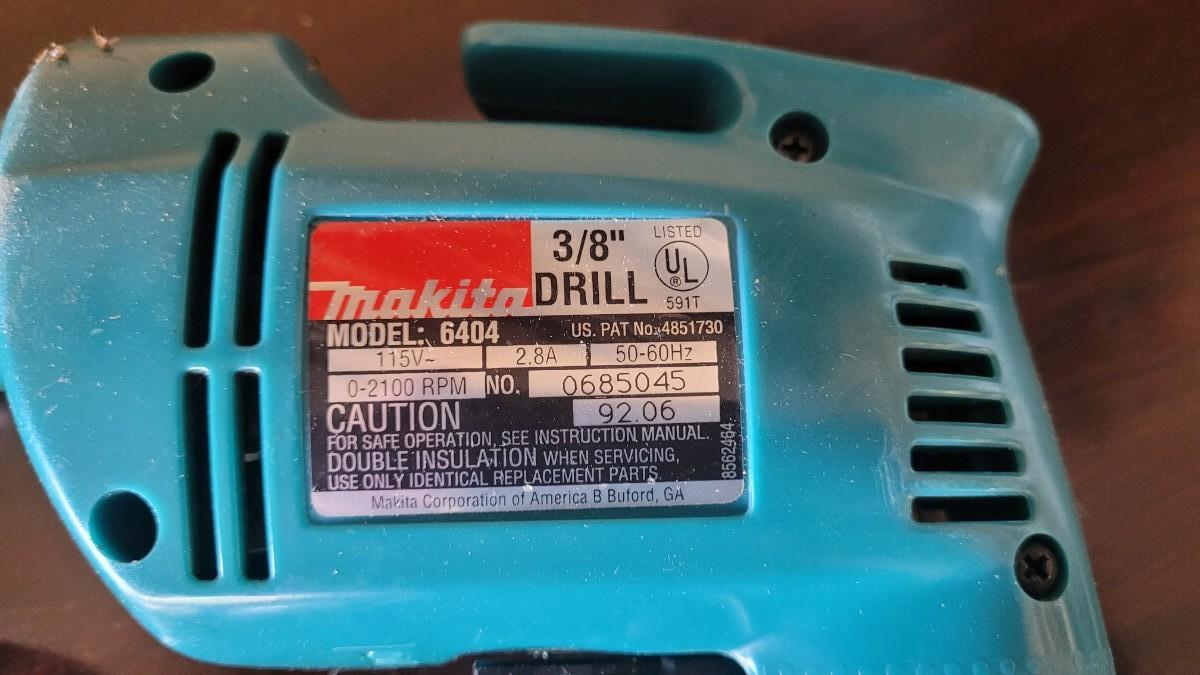 makita
3/8"
DRILL
LISTED
UL
®
591T
MODEL: 6404
US. PAT No. 4851730
115V~ 2.8A 50-60Hz
0-2100 RPM NO. 0685045
CAUTION 92.06
FOR SAFE OPERATION, SEE INSTRUCTION MANUAL.
DOUBLE INSULATION WHEN SERVICING,
USE ONLY IDENTICAL REPLACEMENT PARTS.
Makita Corporation of America B Buford, GA
8562464